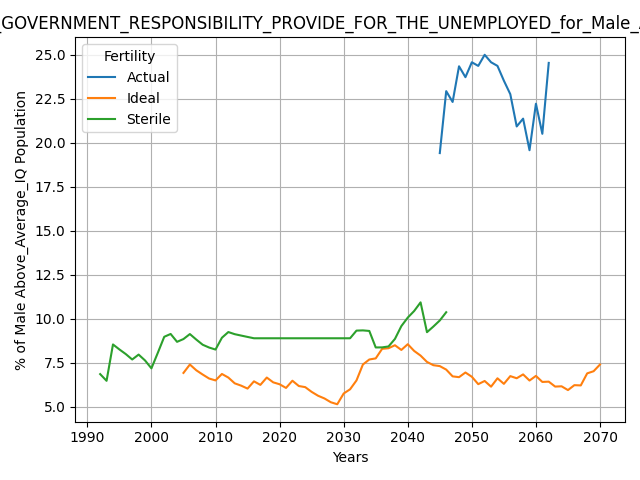 _GOVERNMENT_RESPONSIBILITY_PROVIDE_FOR_THE_UNEMPLOYED_for_Male_
Fertility
Actual
Ideal
Sterile
% of Male Above_Average_IQ Population
25.0
22.5
20.0
17.5
15.0
12.5
10.0
7.5
5.0
1990 2000 2010 2020 2030 2040 2050 2060 2070
Years